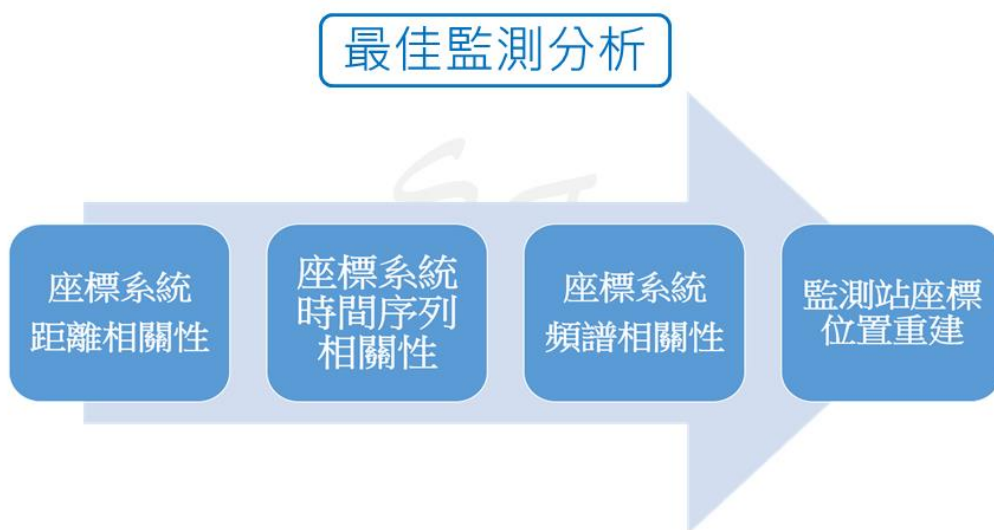 最佳監測分析
座標系統
距離相關性
座標系統
時間序列
相關性
座標系統
頻譜相關性
監測站座標
位置重建